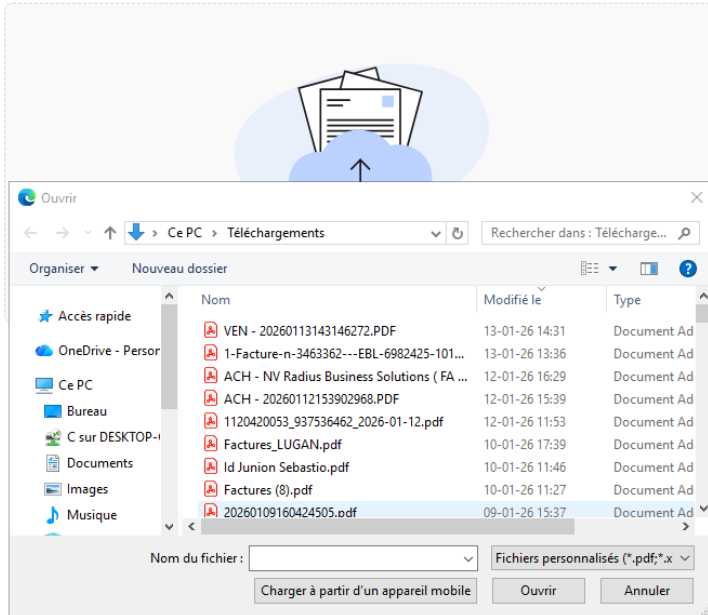 Ouvrir
Ce PC > Téléchargements
Rechercher dans : Télécharge...
Organiser
Nouveau dossier
Nom
Modifié le
Type
Accès rapide
OneDrive - Person
Ce PC
Bureau
C sur DESKTOP-
Documents
Images
Musique
VEN - 20260113143146272.PDF 13-01-26 14:31 Document Ad
1-Facture-n-3463362---EBL-6982425-101... 13-01-26 13:36 Document Ad
ACH - NV Radius Business Solutions ( FA ... 12-01-26 16:29 Document Ad
ACH - 20260112153902968.PDF 12-01-26 15:39 Document Ad
1120420053_937536462_2026-01-12.pdf 12-01-26 11:53 Document Ad
Factures_LUGAN.pdf 10-01-26 17:39 Document Ad
Id Junion Sebastio.pdf 10-01-26 11:46 Document Ad
Factures (8).pdf 10-01-26 11:27 Document Ad
20260109160424505.pdf 09-01-26 15:37 Document Ad
Nom du fichier :
Fichiers personnalisés (*.pdf;*.x
Charger à partir d'un appareil mobile
Ouvrir
Annuler